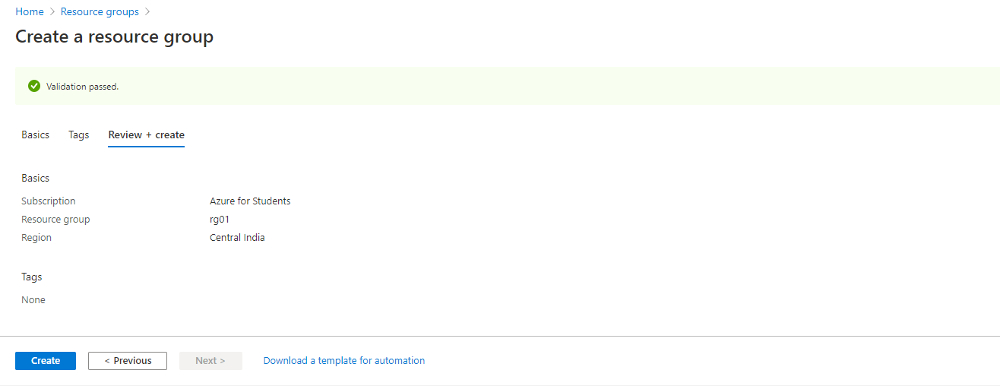 Home > Resource groups >
Create a resource group
Validation passed.
Basics Tags Review + create
Basics
Subscription Azure for Students
Resource group rg01
Region Central India
Tags
None
Create < Previous Next > Download a template for automation